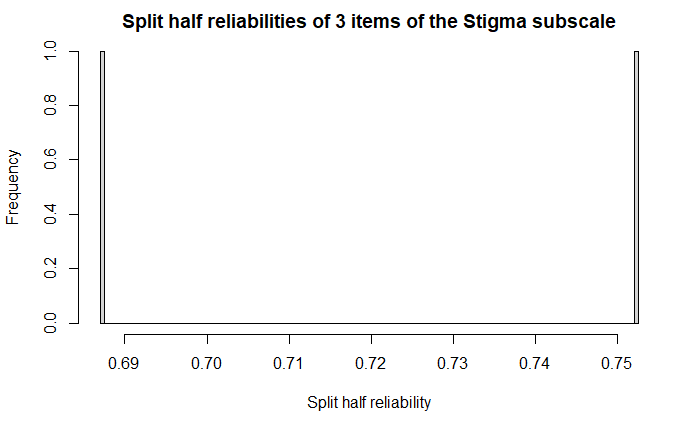 Split half reliabilities of 3 items of the Stigma subscale
Frequency
1.0
0.8
0.6
0.4
0.2
0.0
0.69 0.70 0.71 0.72 0.73 0.74 0.75
Split half reliability